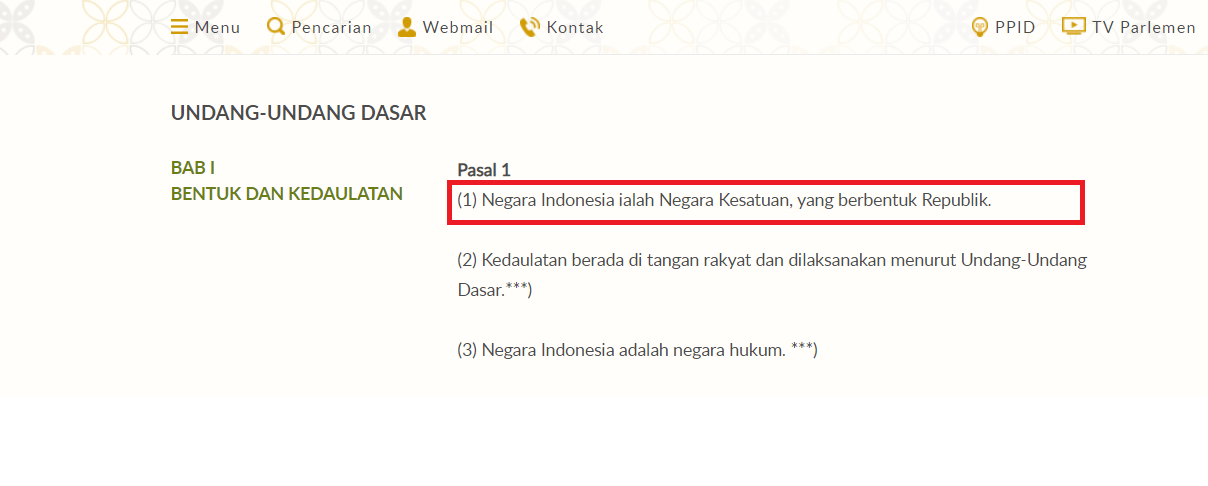 Menu Pencarian Webmail Kontak PPID TV Parlemen
UNDANG-UNDANG DASAR
BAB I
BENTUK DAN KEDAULATAN
Pasal 1
(1) Negara Indonesia ialah Negara Kesatuan, yang berbentuk Republik.
(2) Kedaulatan berada di tangan rakyat dan dilaksanakan menurut Undang-Undang
Dasar.***)
(3) Negara Indonesia adalah negara hukum. ***)